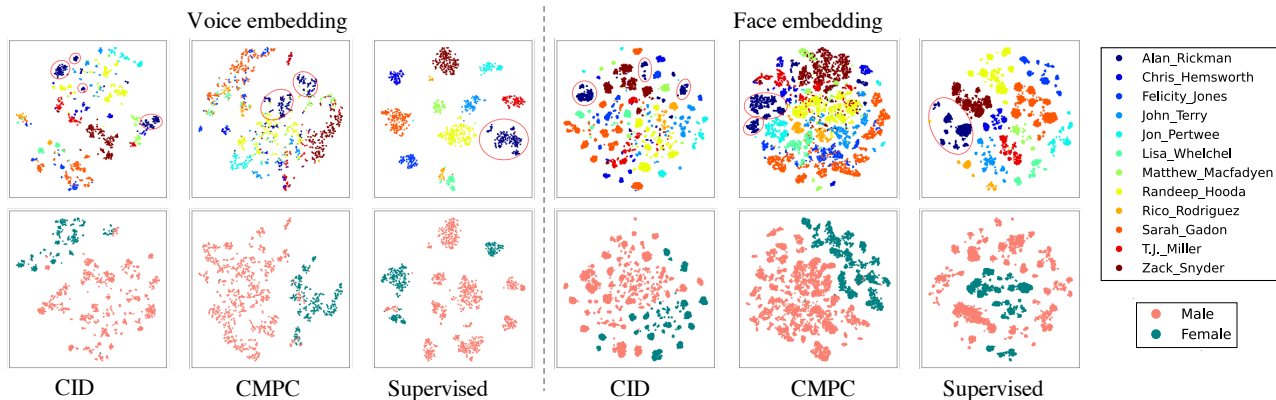 Voice embedding
Face embedding
Alan_Rickman
Chris_Hemsworth
Felicity_Jones
John_Terry
Jon_Pertwee
Lisa_Whelchel
Matthew_Macfadyen
Randeep_Hooda
Rico_Rodriguez
Sarah_Gadon
T.J._Miller
Zack_Snyder
Male
Female
CID
CMPC
Supervised
CID
CMPC
Supervised